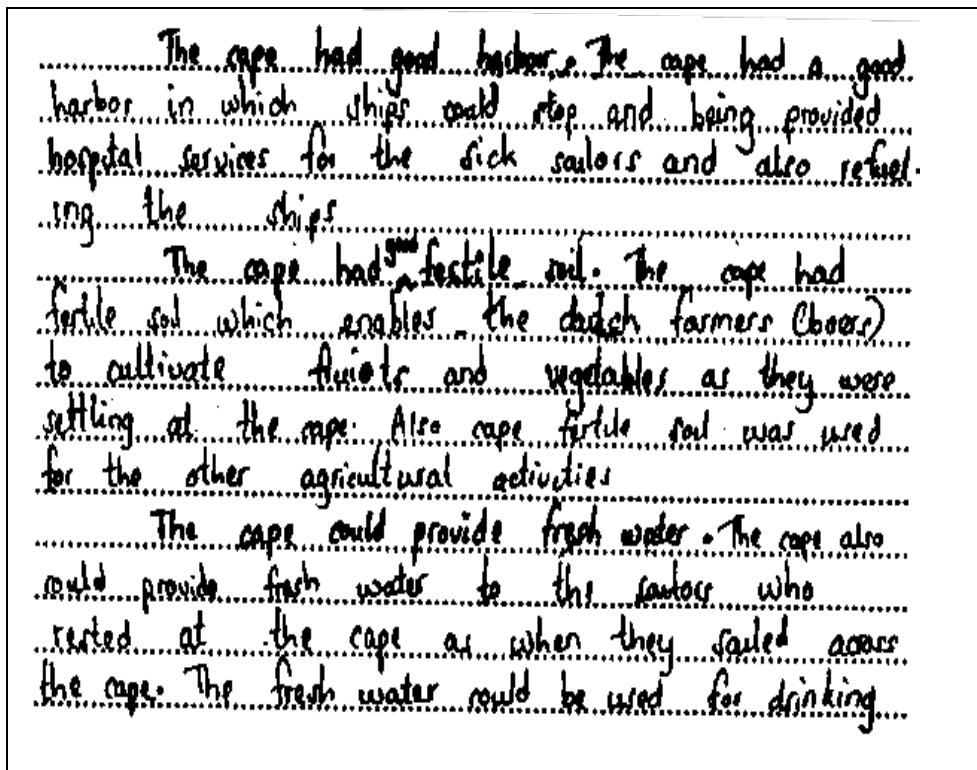 The cape had good harbor. The cape had a good
harbor in which ships could stop and being provided
hospital services for the sick sailors and also refuel-
ing the ships
The cape had good fertile soil. The cape had
fertile soil which enables the dutch farmers (boers)
to cultivate fruiots and vegetables as they were
settling at the cape. Also cape fertile soil was used
for the other agricultural activities
The cape could provide fresh water. The cape also
could provide fresh water to the sailors who
rested at the cape as when they sailed across
the cape. The fresh water could be used for drinking